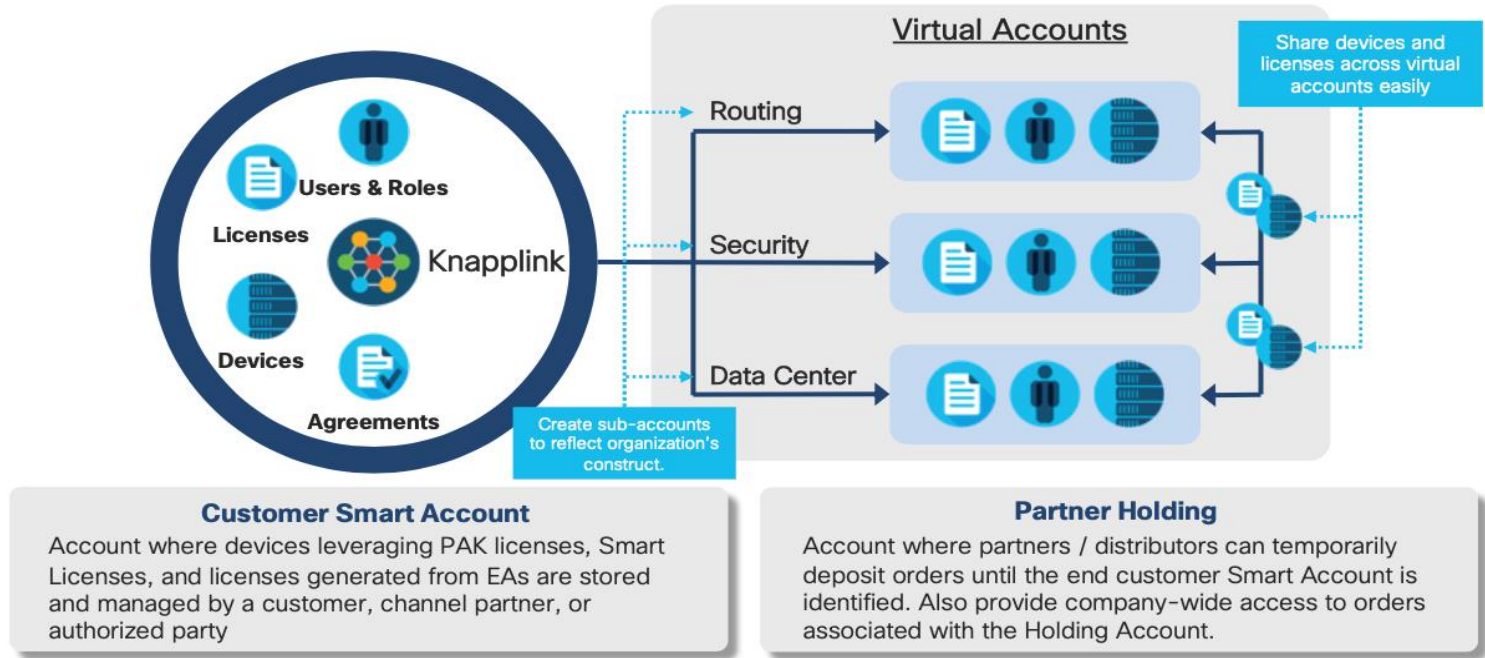 Users & Roles
Licenses
Knapplink
Devices
Agreements
Virtual Accounts
Routing
Security
Data Center
Share devices and
licenses across virtual
accounts easily
Create sub-accounts
to reflect organization's
construct.
Customer Smart Account
Account where devices leveraging PAK licenses, Smart
Licenses, and licenses generated from EAs are stored
and managed by a customer, channel partner, or
authorized party
Partner Holding
Account where partners / distributors can temporarily
deposit orders until the end customer Smart Account is
identified. Also provide company-wide access to orders
associated with the Holding Account.